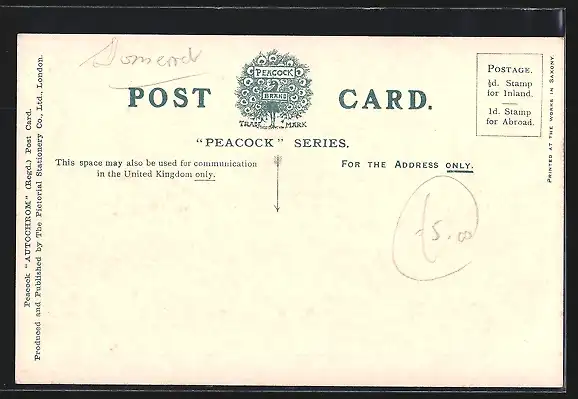 Somerset
PEACOCK
BRAND
TRADE MARK
POST CARD.
"PEACOCK" SERIES.
This space may also be used for communication
in the United Kingdom only.
FOR THE ADDRESS ONLY.
POSTAGE.
½d. Stamp
for Inland.
1d. Stamp
for Abroad.
£5.00
PRINTED AT THE WORKS IN SAXONY.
Peacock "AUTOCHROM" (Regd.) Post Card.
Produced and Published by The Pictorial Stationery Co., Ltd., London.